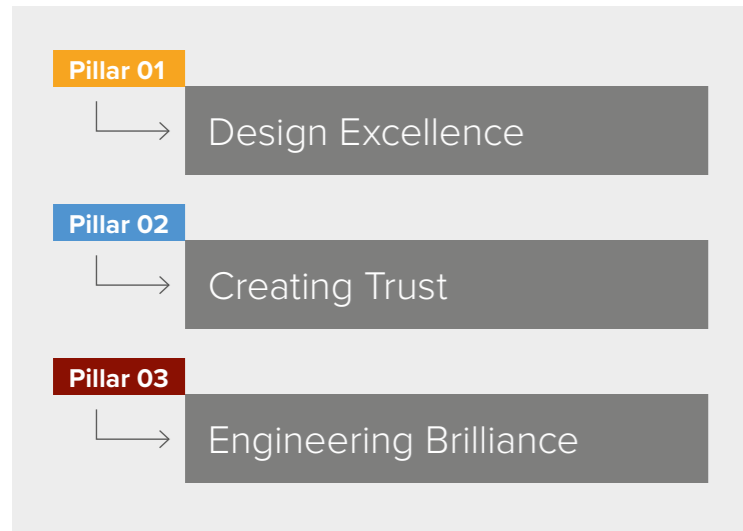 Pillar 01
Design Excellence
Pillar 02
Creating Trust
Pillar 03
Engineering Brilliance